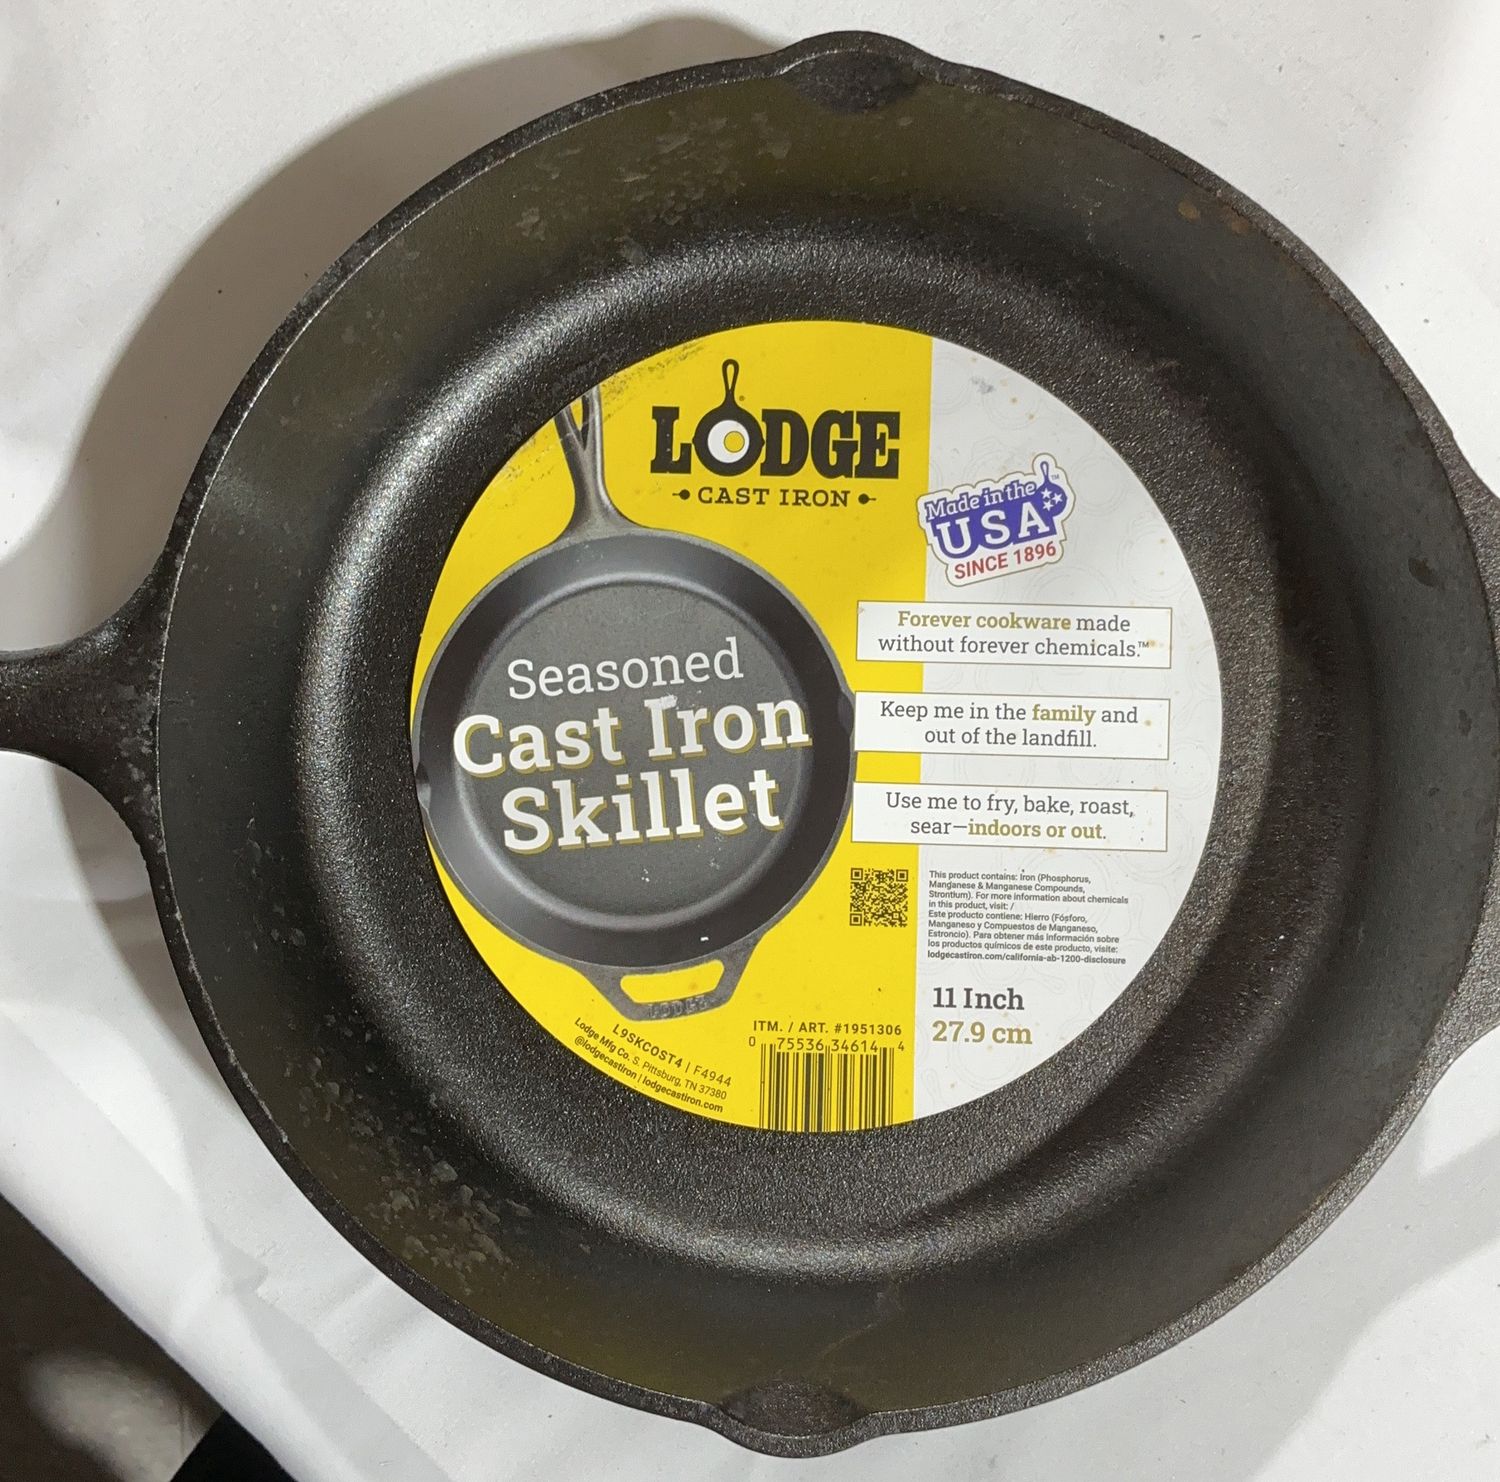 LODGE
CAST IRON
Made in the
USA
SINCE 1896
Seasoned
Cast Iron
Skillet
Forever cookware made
without forever chemicals.™
Keep me in the family and
out of the landfill.
Use me to fry, bake, roast,
sear—indoors or out.
This product contains: Iron (Phosphorus,
Manganese & Manganese Compounds,
Strontium). For more information about chemicals
in this product, visit: /
Este producto contiene: Hierro (Fósforo,
Manganeso y Compuestos de Manganeso,
Estroncio). Para obtener más información sobre
los productos químicos de este producto, visite:
lodgecastiron.com/california-ab-1200-disclosure
11 Inch
27.9 cm
LODGE
L9SKCOST4 | F4944
Lodge Mfg Co. S. Pittsburg, TN 37380
@lodgecastiron | lodgecastiron.com
ITM. / ART. #1951306
0 75536 34614 4